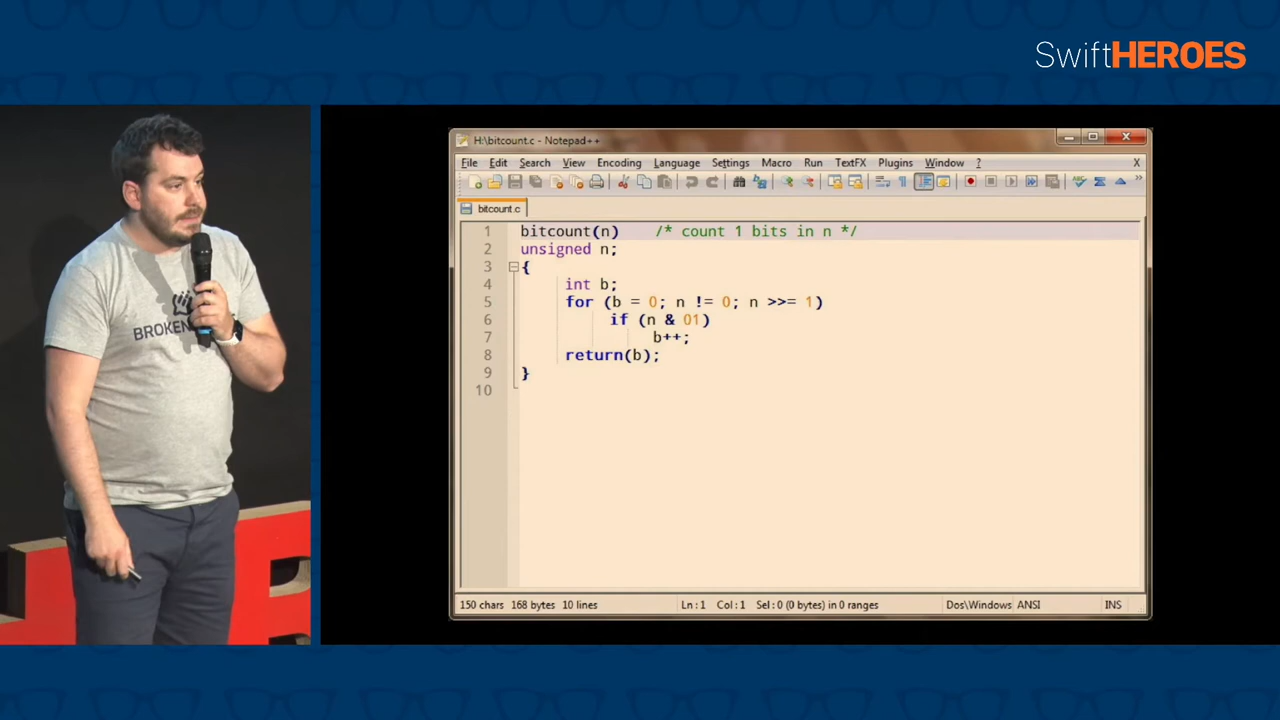 SwiftHEROES
H:\bitcount.c - Notepad++
File Edit Search View Encoding Language Settings Macro Run TextFX Plugins Window ? X
bitcount.c
1 bitcount(n) /* count 1 bits in n */
2 unsigned n;
3 {
4 int b;
5 for (b = 0; n != 0; n >>= 1)
6 if (n & 01)
7 b++;
8 return(b);
9 }
10
150 chars 168 bytes 10 lines Ln : 1 Col : 1 Sel : 0 (0 bytes) in 0 ranges Dos\Windows ANSI INS
BROKEN